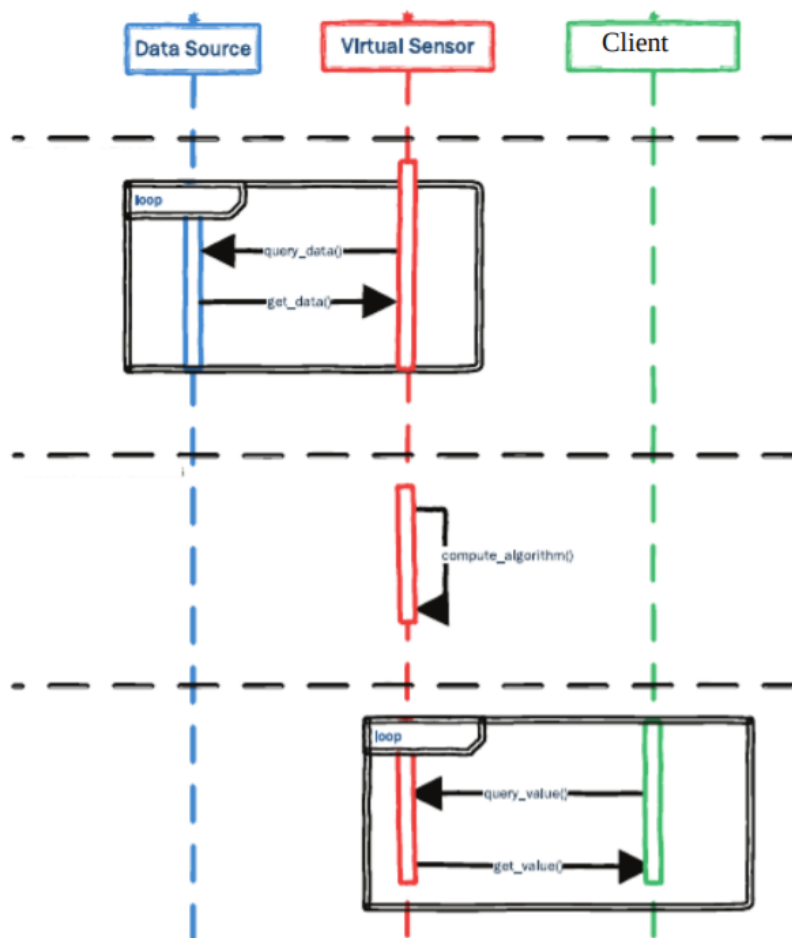 Data Source
Virtual Sensor
Client
loop
query_data()
get_data()
compute_algorithm()
loop
query_value()
get_value()